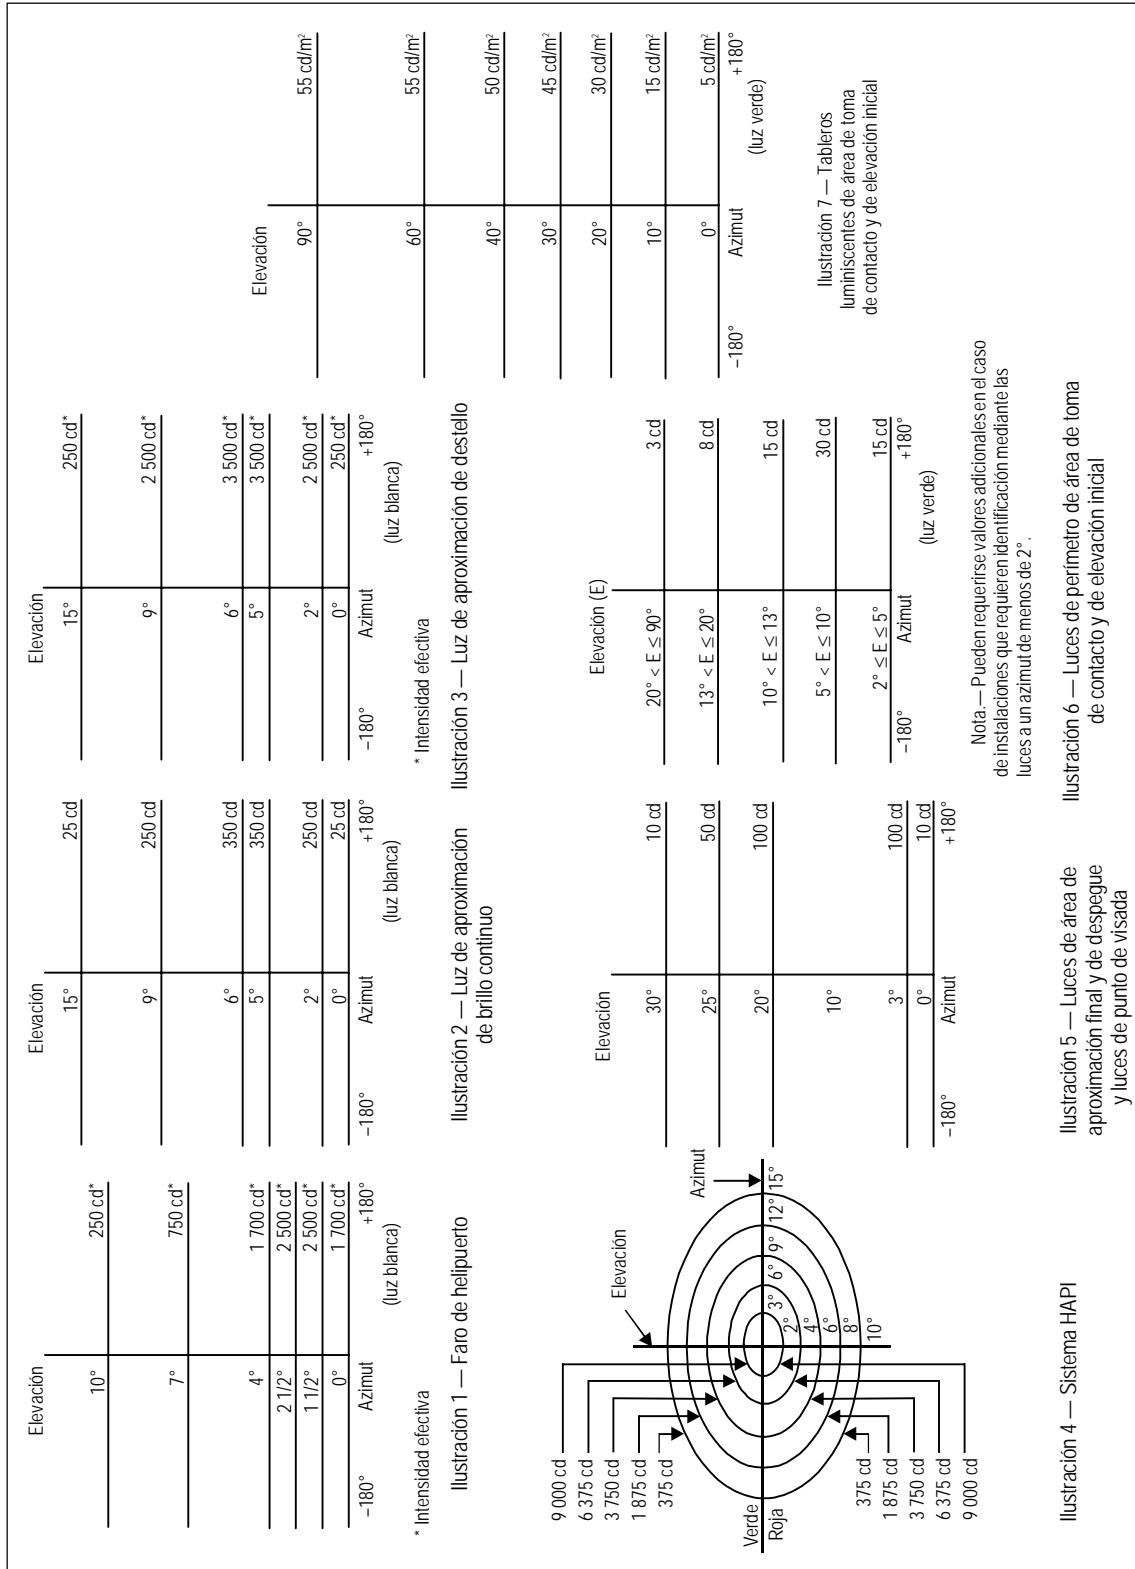 Elevación
10° 250 cd*
7° 750 cd*
4° 1 700 cd*
2 1/2° 2 500 cd*
1 1/2° 2 500 cd*
0° 1 700 cd*
−180° Azimut +180°
(luz blanca)
* Intensidad efectiva
Ilustración 1 — Faro de helipuerto
Elevación
15° 25 cd
9° 250 cd
6° 350 cd
5° 350 cd
2° 250 cd
0° 25 cd
−180° Azimut +180°
(luz blanca)
Ilustración 2 — Luz de aproximación
de brillo continuo
Elevación
15° 250 cd*
9° 2 500 cd*
6° 3 500 cd*
5° 3 500 cd*
2° 2 500 cd*
0° 250 cd*
−180° Azimut +180°
(luz blanca)
* Intensidad efectiva
Ilustración 3 — Luz de aproximación de destello
Elevación
Azimut
9 000 cd
6 375 cd
3 750 cd
1 875 cd
375 cd
Verde
Roja
3° 6° 9° 12° 15°
2°
4°
6°
8°
10°
375 cd
1 875 cd
3 750 cd
6 375 cd
9 000 cd
Ilustración 4 — Sistema HAPI
Elevación
30° 10 cd
25° 50 cd
20° 100 cd
10°
3° 100 cd
0° 10 cd
−180° Azimut +180°
Ilustración 5 — Luces de área de
aproximación final y de despegue
y luces de punto de visada
Elevación (E)
20° < E ≤ 90° 3 cd
13° < E ≤ 20° 8 cd
10° < E ≤ 13° 15 cd
5° < E ≤ 10° 30 cd
2° ≤ E ≤ 5° 15 cd
−180° Azimut +180°
(luz verde)
Nota.— Pueden requerirse valores adicionales en el caso
de instalaciones que requieren identificación mediante las
luces a un azimut de menos de 2°.
Ilustración 6 — Luces de perímetro de área de toma
de contacto y de elevación inicial
Elevación
90° 55 cd/m²
60° 55 cd/m²
40° 50 cd/m²
30° 45 cd/m²
20° 30 cd/m²
10° 15 cd/m²
0° 5 cd/m²
−180° Azimut +180°
(luz verde)
Ilustración 7 — Tableros
luminiscentes de área de toma
de contacto y de elevación inicial